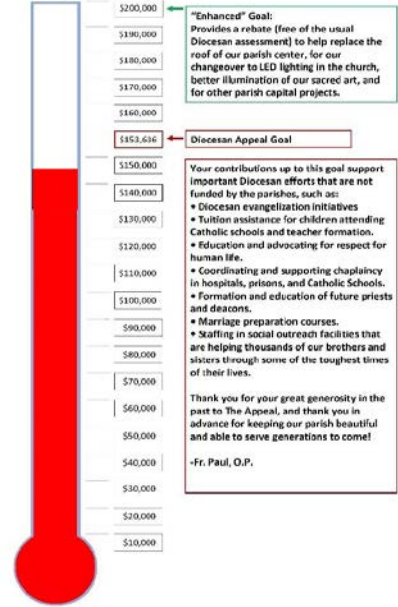 $200,000
$190,000
$180,000
$170,000
$160,000
$153,636
$150,000
$140,000
$130,000
$120,000
$110,000
$100,000
$90,000
$80,000
$70,000
$60,000
$50,000
$40,000
$30,000
$20,000
$10,000
"Enhanced" Goal:
Provides a rebate (free of the usual
Diocesan assessment) to help replace the
roof of our parish center, for our
changeover to LED lighting in the church,
better illumination of our sacred art, and
for other parish capital projects.
Diocesan Appeal Goal
Your contributions up to this goal support
important Diocesan efforts that are not
funded by the parishes, such as:
• Diocesan evangelization initiatives
• Tuition assistance for children attending
Catholic schools and teacher formation.
• Education and advocating for respect for
human life.
• Coordinating and supporting chaplaincy
in hospitals, prisons, and Catholic Schools.
• Formation and education of future priests
and deacons.
• Marriage preparation courses.
• Staffing in social outreach facilities that
are helping thousands of our brothers and
sisters through some of the toughest times
of their lives.
Thank you for your great generosity in the
past to The Appeal, and thank you in
advance for keeping our parish beautiful
and able to serve generations to come!
-Fr. Paul, O.P.